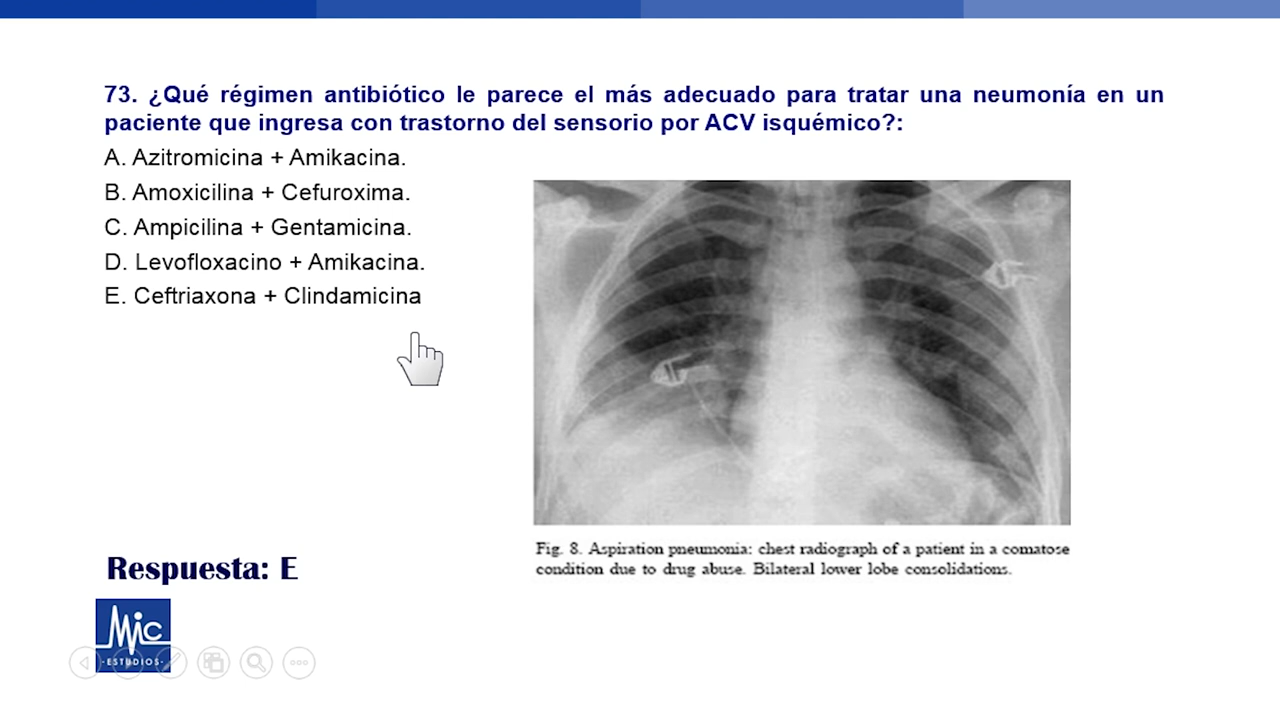 73. ¿Qué régimen antibiótico le parece el más adecuado para tratar una neumonía en un
paciente que ingresa con trastorno del sensorio por ACV isquémico?:
A. Azitromicina + Amikacina.
B. Amoxicilina + Cefuroxima.
C. Ampicilina + Gentamicina.
D. Levofloxacino + Amikacina.
E. Ceftriaxona + Clindamicina
Fig. 8. Aspiration pneumonia: chest radiograph of a patient in a comatose
condition due to drug abuse. Bilateral lower lobe consolidations.
Respuesta: E
Mic
-ESTUDIOS-